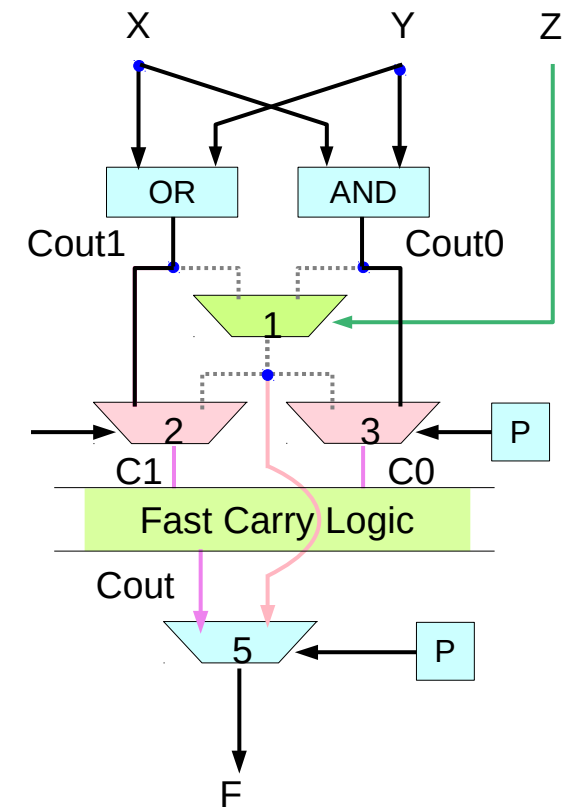 X Y Z
OR AND
Cout1 Cout0
1
2 3 P
C1 C0
Fast Carry Logic
Cout
5 P
F